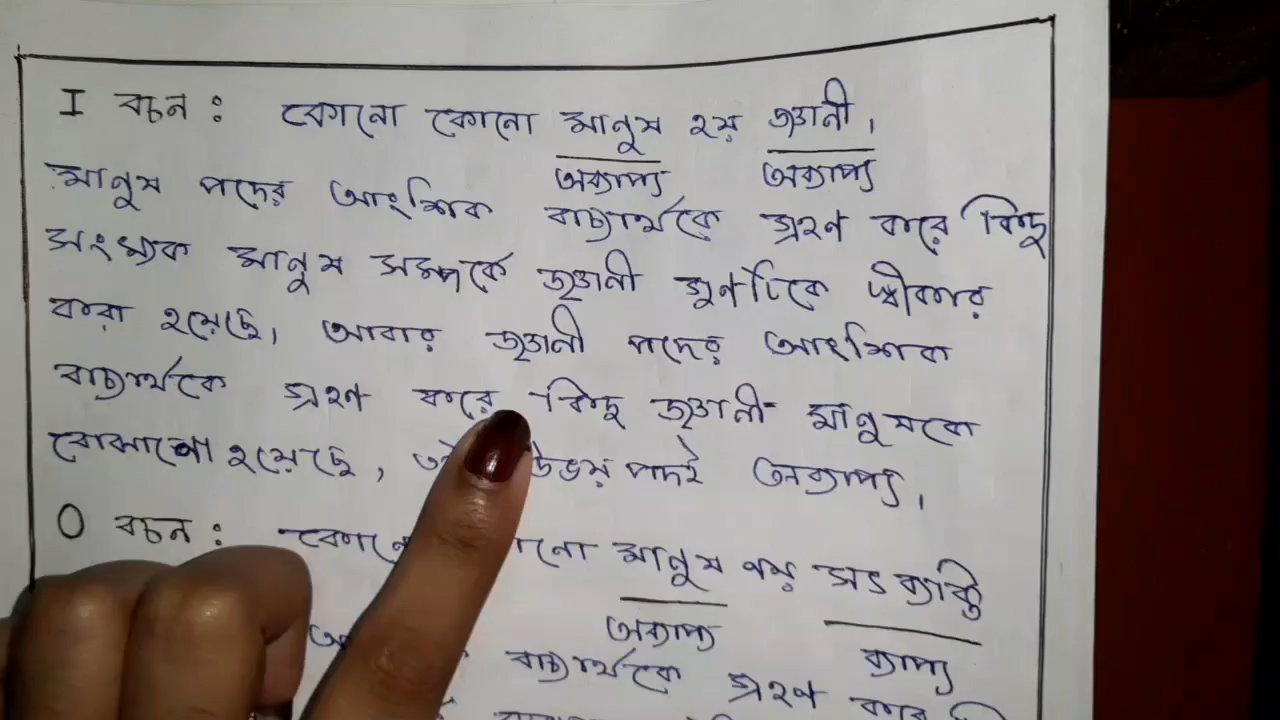 I বচন : কোনো কোনো মানুষ হয় জ্ঞানী।
অব্যাপ্য অব্যাপ্য
মানুষ পদের আংশিক বাচ্যার্থকে গ্রহণ করে কিছু
সংখ্যক মানুষ সম্পর্কে জ্ঞানী গুণটিকে স্বীকার
করা হয়েছে। আবার জ্ঞানী পদের আংশিক
বাচ্যার্থকে গ্রহণ করে কিছু জ্ঞানী মানুষকে
বোঝানো হয়েছে, উভয় পদই অব্যাপ্য।
O বচন : মানুষ নয় সৎ ব্যক্তি
অব্যাপ্য ব্যাপ্য
বাচ্যার্থকে গ্রহণ করে